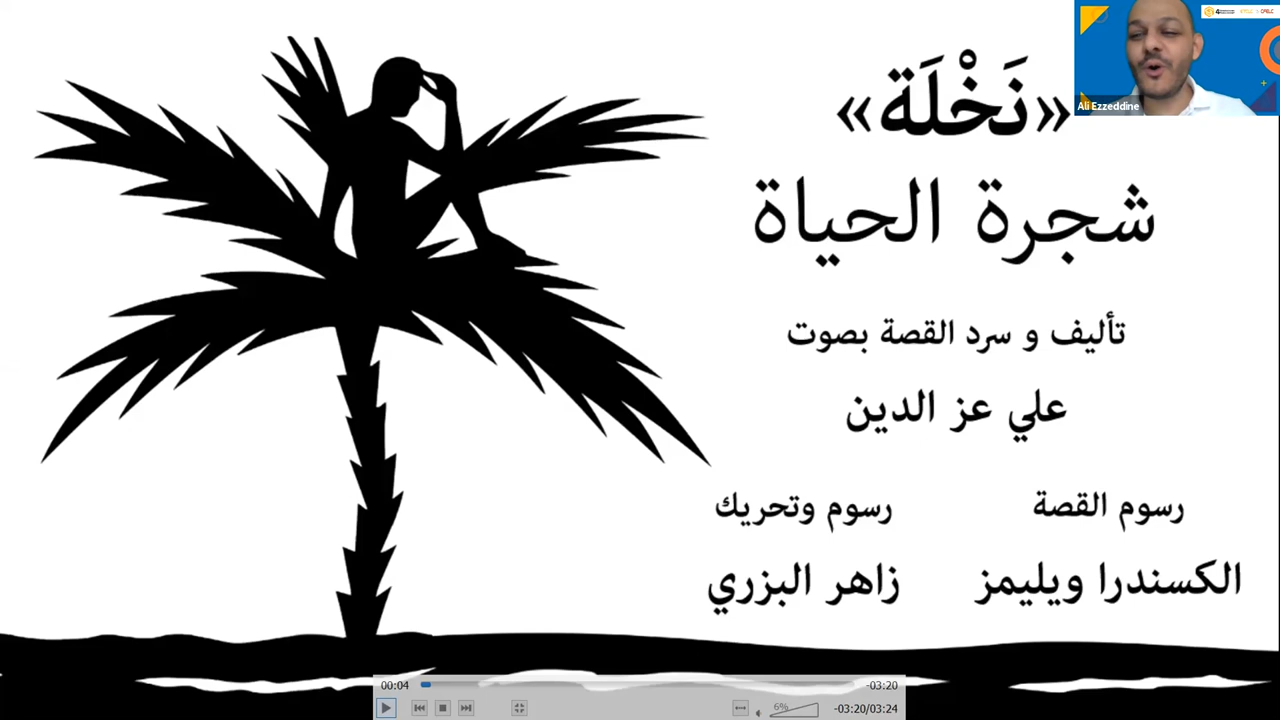 «نَخْلَة»
شجرة الحياة
تأليف و سرد القصة بصوت
علي عز الدين
رسوم القصة
الكسندرا ويليمز
رسوم وتحريك
زاهر البزري
Ali Ezzeddine
00:04
-03:20
6%
-03:20/03:24